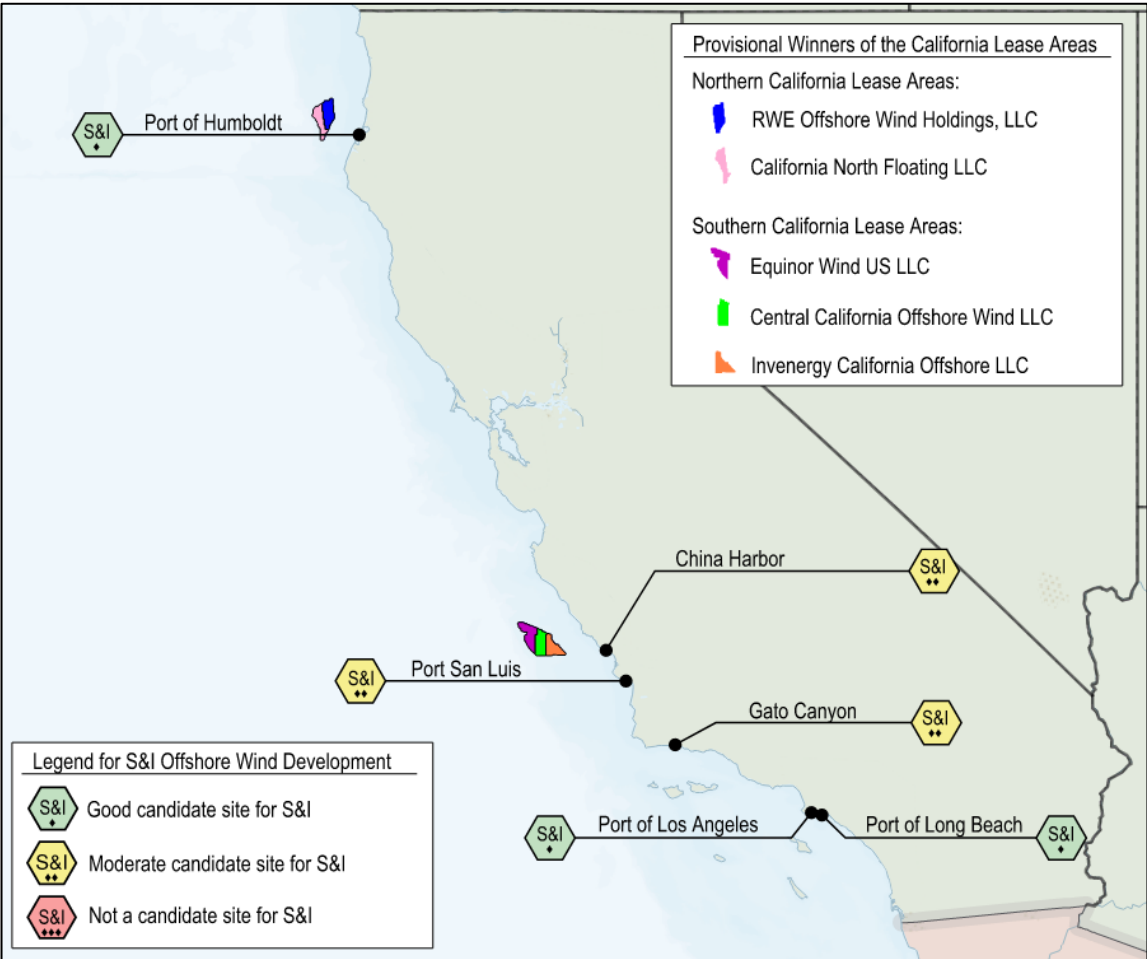 Provisional Winners of the California Lease Areas
Northern California Lease Areas:
RWE Offshore Wind Holdings, LLC
California North Floating LLC
Southern California Lease Areas:
Equinor Wind US LLC
Central California Offshore Wind LLC
Invenergy California Offshore LLC
S&I
Port of Humboldt
China Harbor
S&I
S&I
Port San Luis
Gato Canyon
S&I
S&I
Port of Los Angeles
Port of Long Beach
S&I
Legend for S&I Offshore Wind Development
S&I
Good candidate site for S&I
S&I
Moderate candidate site for S&I
S&I
Not a candidate site for S&I